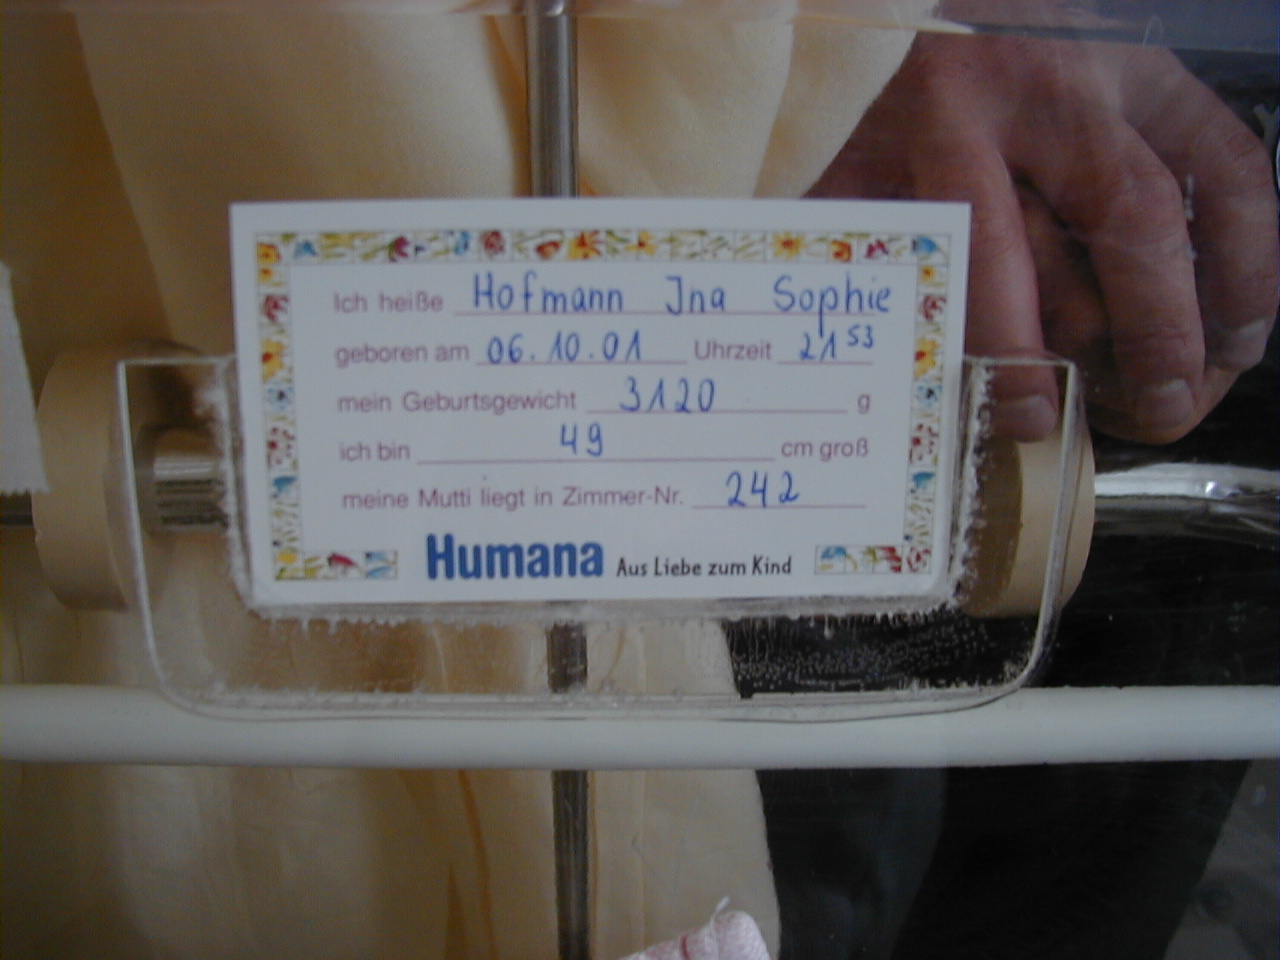 Ich heiße Hofmann Ina Sophie
geboren am 06.10.01 Uhrzeit 21 53
mein Geburtsgewicht 3120 g
ich bin 49 cm groß
meine Mutti liegt in Zimmer-Nr. 242
Humana Aus Liebe zum Kind